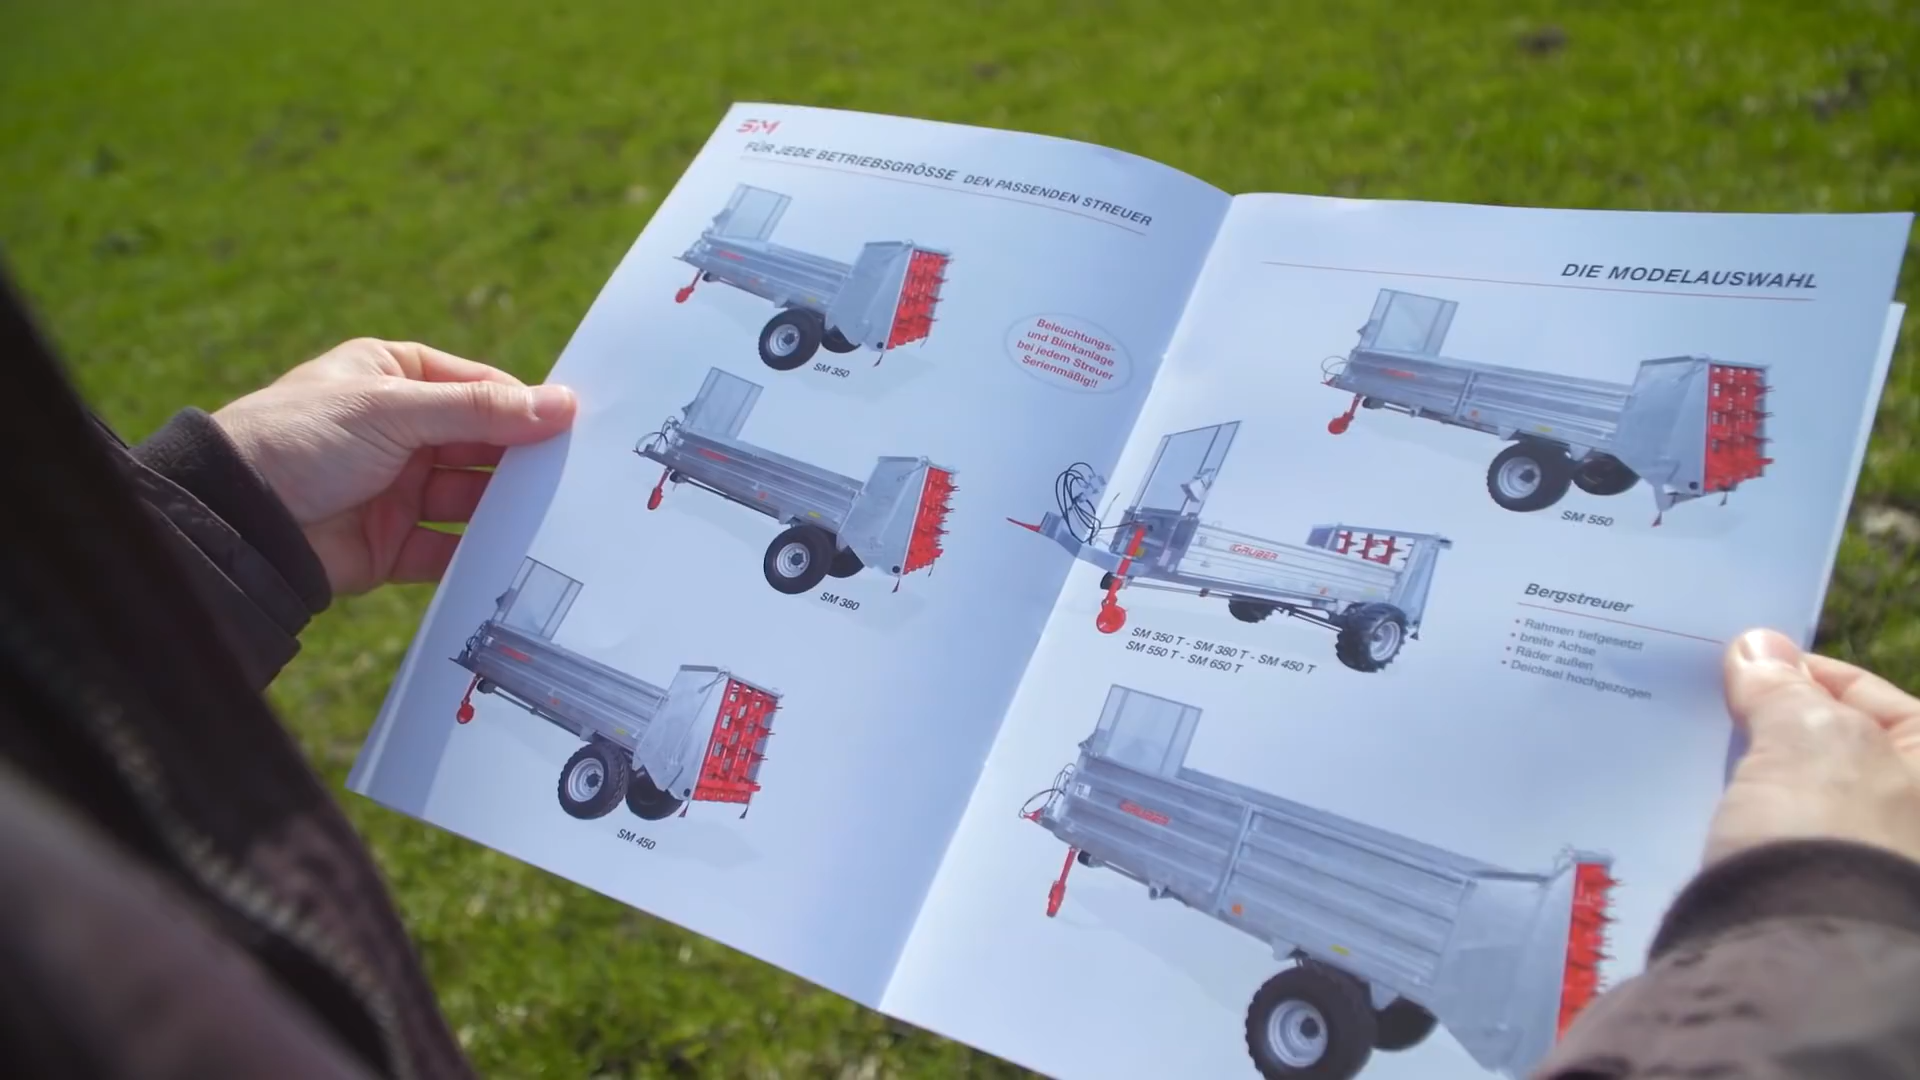 SM
FÜR JEDE BETRIEBSGRÖSSE DEN PASSENDEN STREUER
SM 350
Beleuchtungs-
und Blinkanlage
bei jedem Streuer
Serienmäßig!!
SM 380
SM 450
DIE MODELAUSWAHL
SM 550
GRUBER
SM 350 T - SM 380 T - SM 450 T
SM 550 T - SM 650 T
Bergstreuer
• Rahmen tiefgesetzt
• breite Achse
• Räder außen
• Deichsel hochgezogen
GRUBER